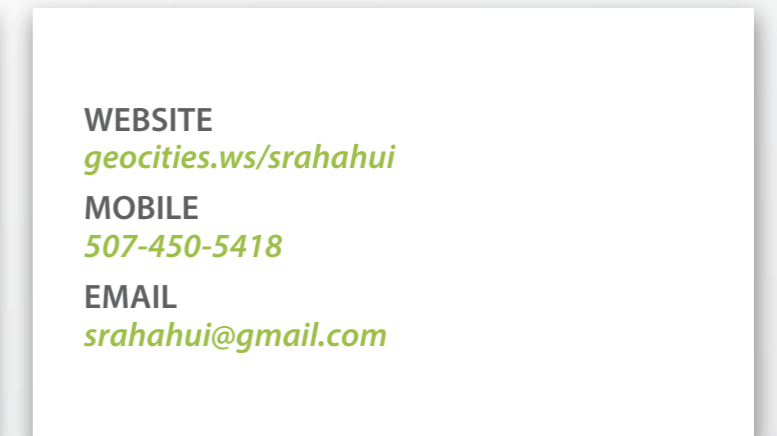 WEBSITE
geocities.ws/srahahui
MOBILE
507-450-5418
EMAIL
srahahui@gmail.com